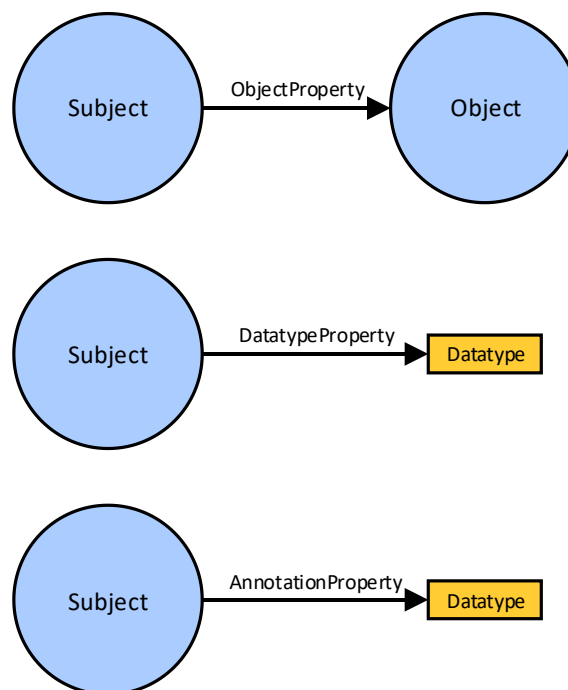 Subject
ObjectProperty
Object
Subject
DatatypeProperty
Datatype
Subject
AnnotationProperty
Datatype